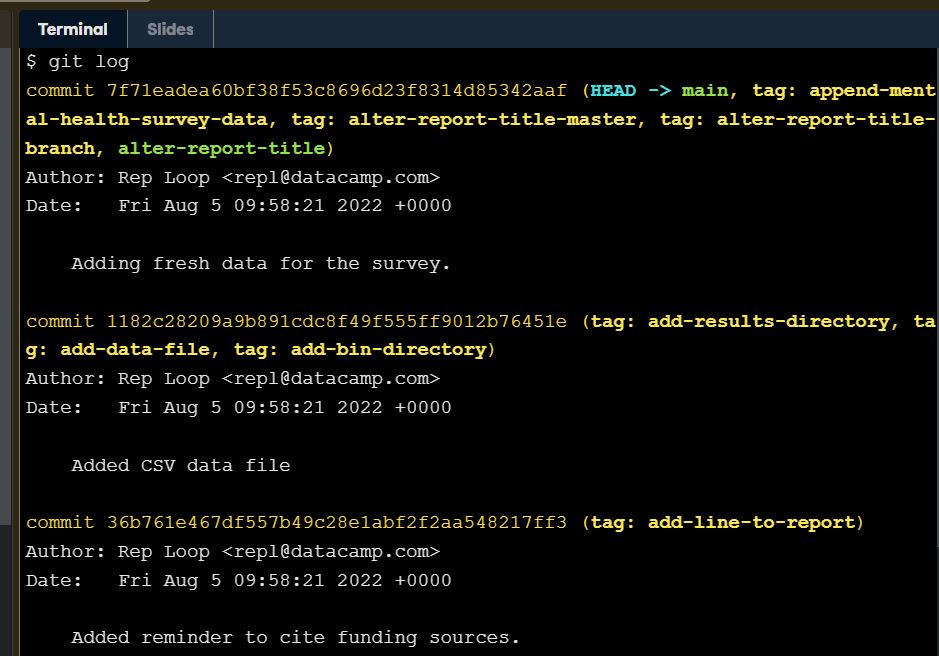 Terminal
Slides
$ git log
commit 7f71eadea60bf38f53c8696d23f8314d85342aaf (HEAD -> main, tag: append-ment
al-health-survey-data, tag: alter-report-title-master, tag: alter-report-title-
branch, alter-report-title)
Author: Rep Loop <repl@datacamp.com>
Date:   Fri Aug 5 09:58:21 2022 +0000
    Adding fresh data for the survey.
commit 1182c28209a9b891cdc8f49f555ff9012b76451e (tag: add-results-directory, ta
g: add-data-file, tag: add-bin-directory)
Author: Rep Loop <repl@datacamp.com>
Date:   Fri Aug 5 09:58:21 2022 +0000
    Added CSV data file
commit 36b761e467df557b49c28e1abf2f2aa548217ff3 (tag: add-line-to-report)
Author: Rep Loop <repl@datacamp.com>
Date:   Fri Aug 5 09:58:21 2022 +0000
    Added reminder to cite funding sources.